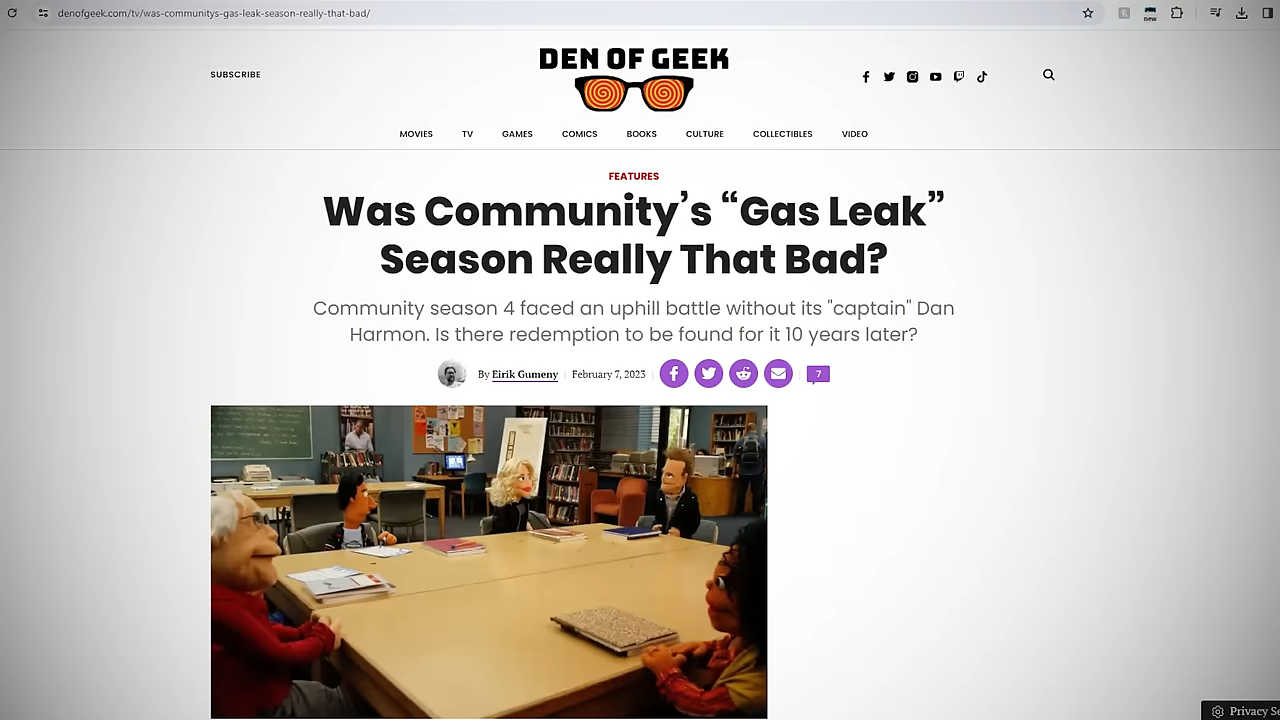 denofgeek.com/tv/was-communitys-gas-leak-season-really-that-bad/
new
SUBSCRIBE
DEN OF GEEK
MOVIES TV GAMES COMICS BOOKS CULTURE COLLECTIBLES VIDEO
FEATURES
Was Community’s “Gas Leak”
Season Really That Bad?
Community season 4 faced an uphill battle without its "captain" Dan
Harmon. Is there redemption to be found for it 10 years later?
By Eirik Gumeny February 7, 2023 7
Privacy Se